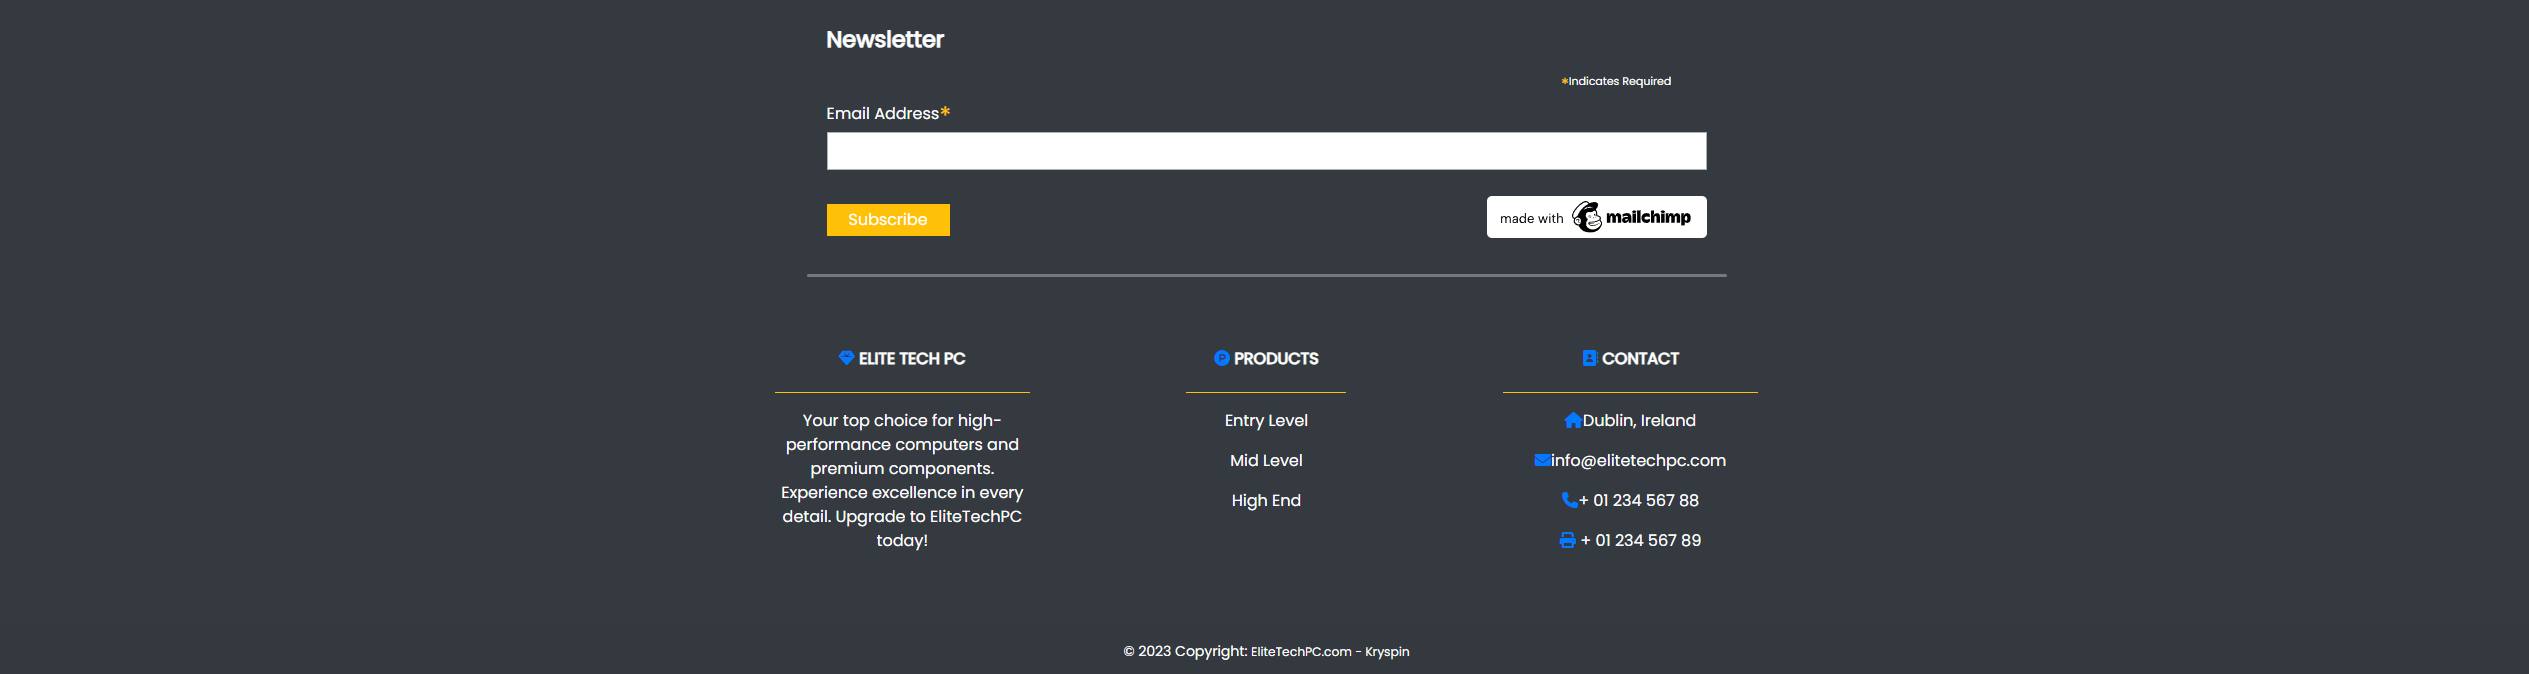 Newsletter
*Indicates Required
Email Address*
Subscribe
made with mailchimp
ELITE TECH PC
Your top choice for high-
performance computers and
premium components.
Experience excellence in every
detail. Upgrade to EliteTechPC
today!
PRODUCTS
Entry Level
Mid Level
High End
CONTACT
Dublin, Ireland
info@elitetechpc.com
+ 01 234 567 88
+ 01 234 567 89
© 2023 Copyright: EliteTechPC.com - Kryspin